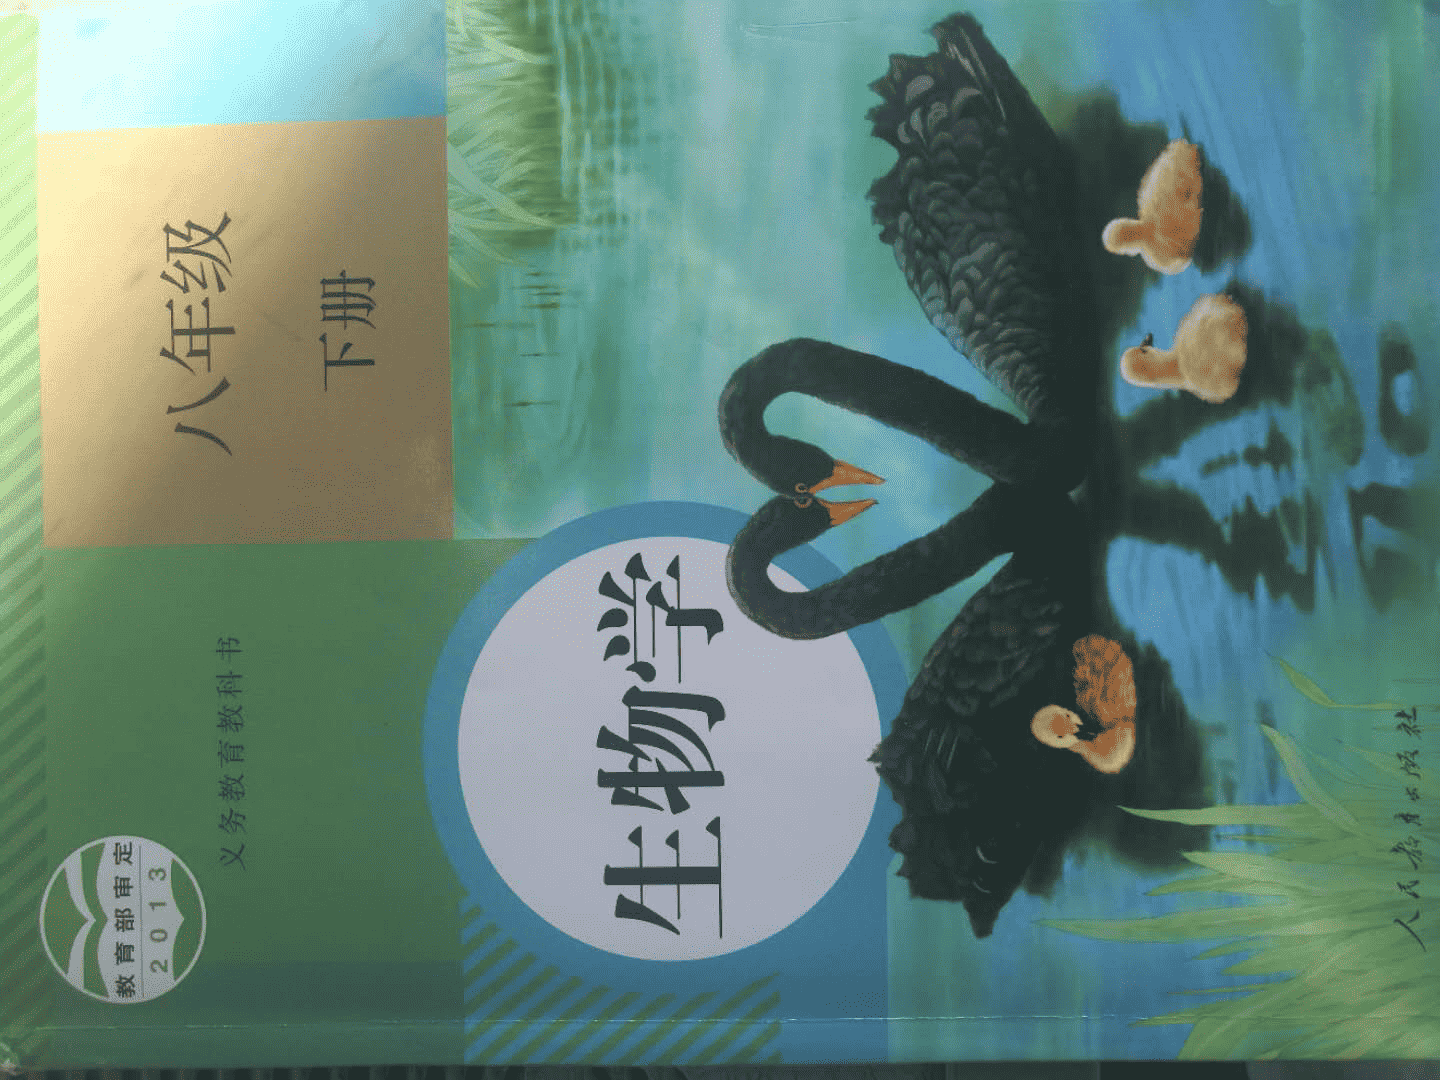 教育部审定
2013
义务教育教科书
八年级
下册
生物学
人民教育出版社